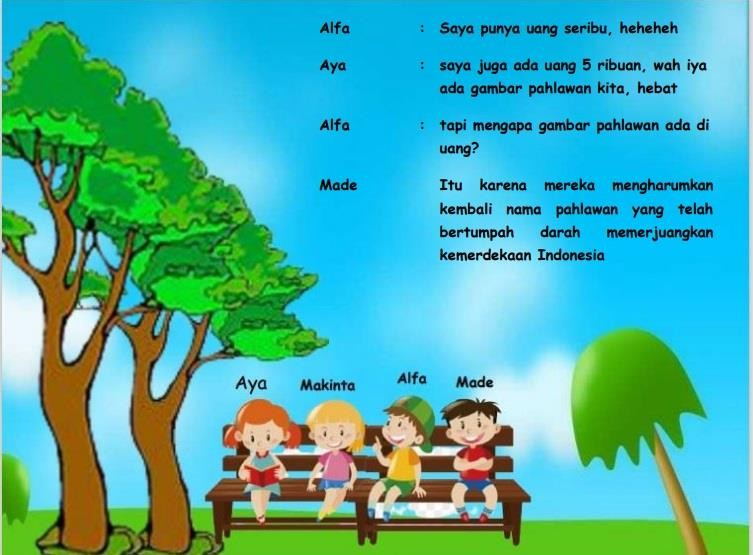 Alfa : Saya punya uang seribu, heheheh
Aya : saya juga ada uang 5 ribuan, wah iya
ada gambar pahlawan kita, hebat
Alfa : tapi mengapa gambar pahlawan ada di
uang?
Made Itu karena mereka mengharumkan
kembali nama pahlawan yang telah
bertumpah darah memerjuangkan
kemerdekaan Indonesia
Aya Makinta Alfa Made